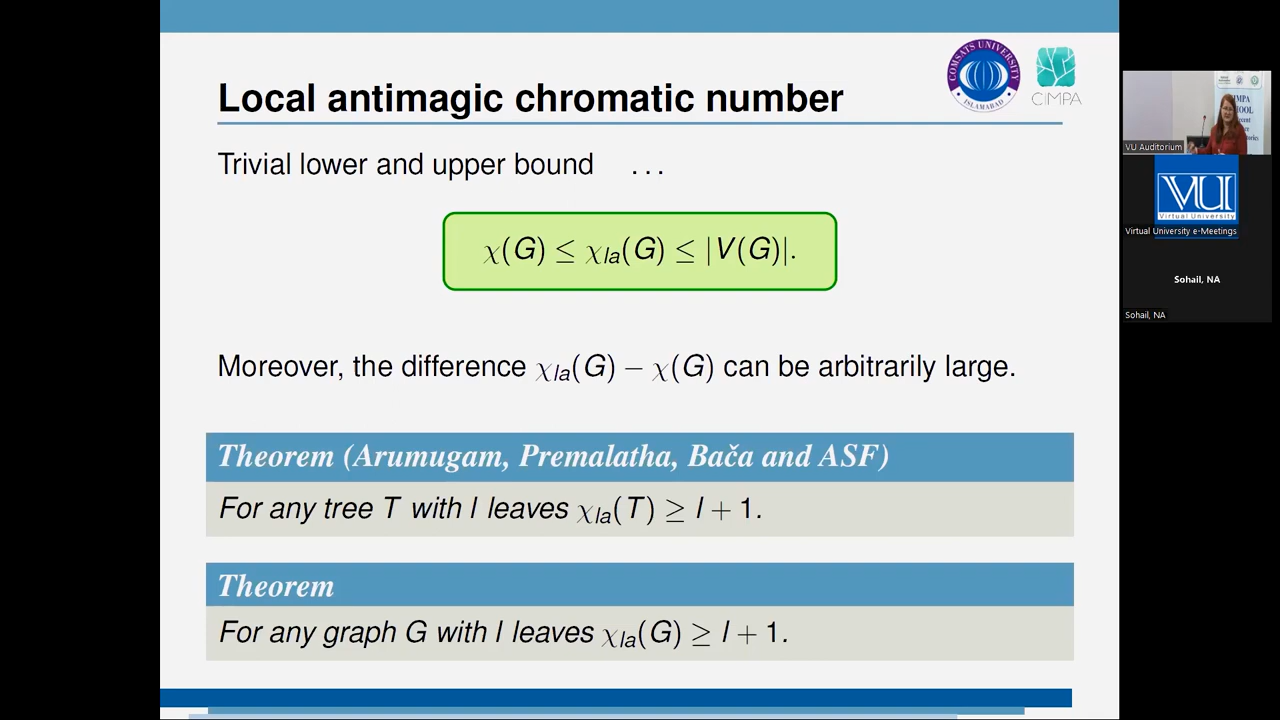 COMSATS UNIVERSITY
ISLAMABAD
CIMPA
Local antimagic chromatic number
Trivial lower and upper bound ...
χ(G) ≤ χla(G) ≤ |V(G)|.
Moreover, the difference χla(G) − χ(G) can be arbitrarily large.
Theorem (Arumugam, Premalatha, Bača and ASF)
For any tree T with l leaves χla(T) ≥ l + 1.
Theorem
For any graph G with l leaves χla(G) ≥ l + 1.
VU Auditorium
VU
Virtual University
Virtual University e-Meetings
Sohail, NA
Sohail, NA